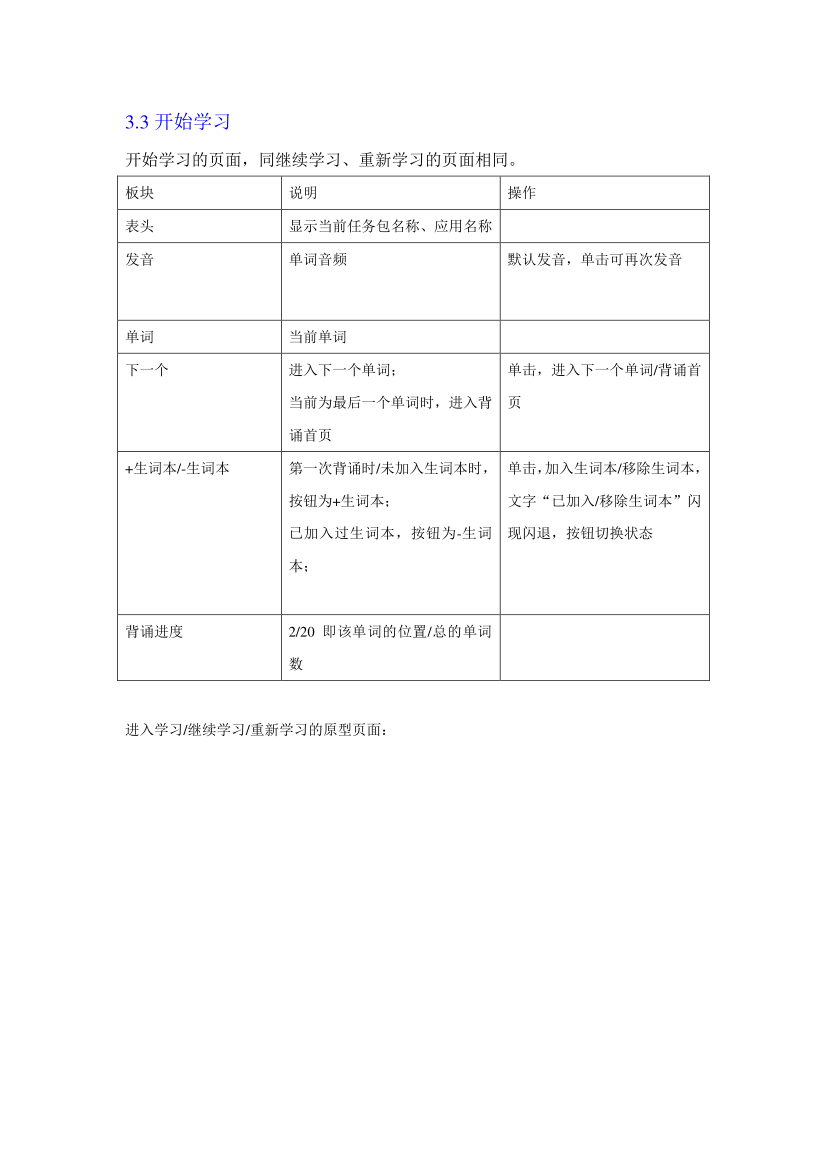 3.3 开始学习
开始学习的页面，同继续学习、重新学习的页面相同。
板块 说明 操作
表头 显示当前任务包名称、应用名称
发音 单词音频 默认发音，单击可再次发音
单词 当前单词
下一个 进入下一个单词； 单击，进入下一个单词/背诵首
当前为最后一个单词时，进入背 页
诵首页
+生词本/-生词本 第一次背诵时/未加入生词本时， 单击，加入生词本/移除生词本，
按钮为+生词本； 文字“已加入/移除生词本”闪
已加入过生词本，按钮为-生词 现闪退，按钮切换状态
本；
背诵进度 2/20 即该单词的位置/总的单词
数
进入学习/继续学习/重新学习的原型页面：